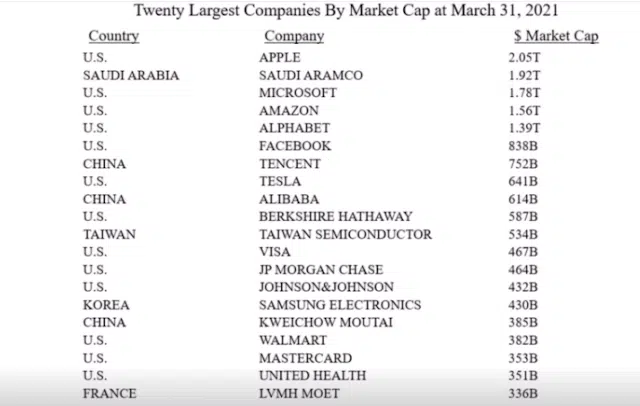 Twenty Largest Companies By Market Cap at March 31, 2021
Country Company $ Market Cap
U.S. APPLE 2.05T
SAUDI ARABIA SAUDI ARAMCO 1.92T
U.S. MICROSOFT 1.78T
U.S. AMAZON 1.56T
U.S. ALPHABET 1.39T
U.S. FACEBOOK 838B
CHINA TENCENT 752B
U.S. TESLA 641B
CHINA ALIBABA 614B
U.S. BERKSHIRE HATHAWAY 587B
TAIWAN TAIWAN SEMICONDUCTOR 534B
U.S. VISA 467B
U.S. JP MORGAN CHASE 464B
U.S. JOHNSON&JOHNSON 432B
KOREA SAMSUNG ELECTRONICS 430B
CHINA KWEICHOW MOUTAI 385B
U.S. WALMART 382B
U.S. MASTERCARD 353B
U.S. UNITED HEALTH 351B
FRANCE LVMH MOET 336B